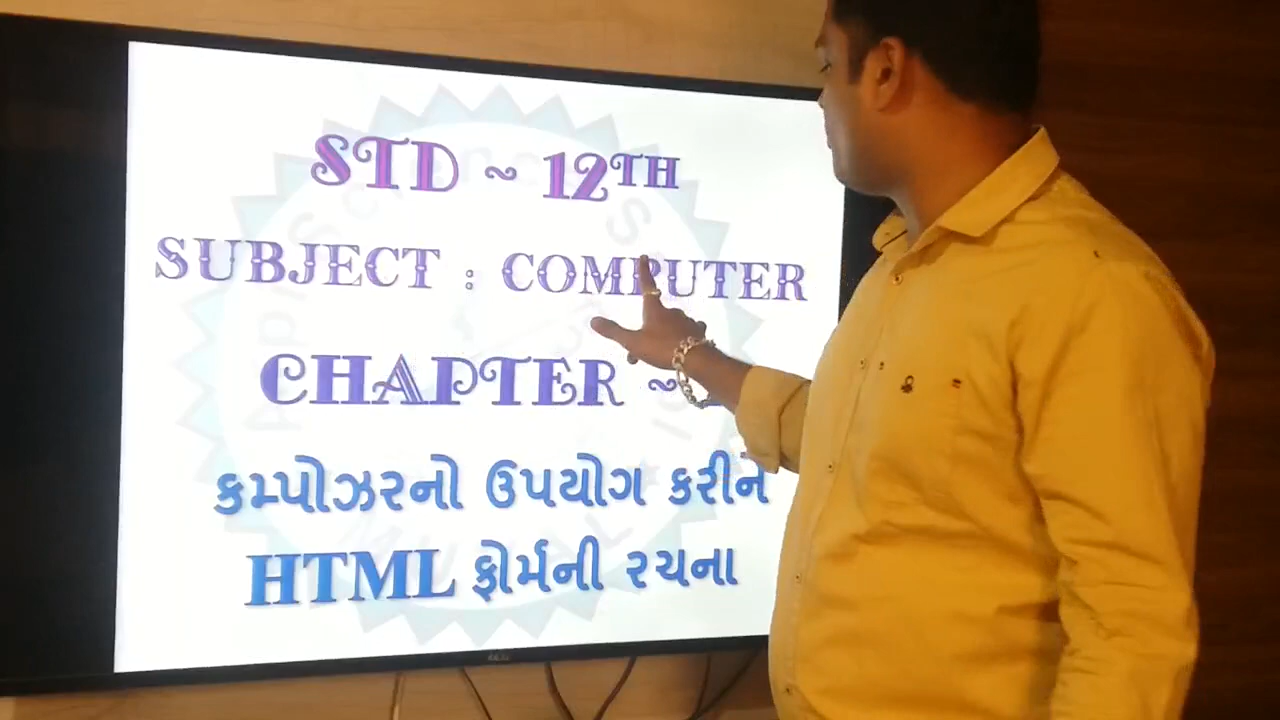 STD ~ 12TH
SUBJECT : COMPUTER
CHAPTER ~
કમ્પોઝરનો ઉપયોગ કરીને
HTML ફોર્મની રચના